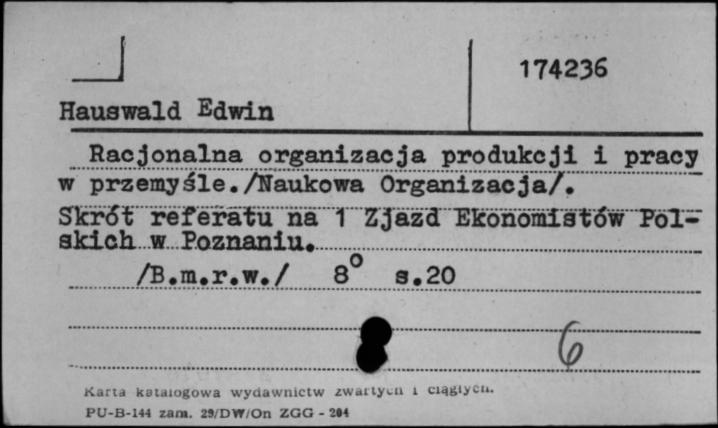 174236
Hauswald Edwin
Racjonalna organizacja produkcji i pracy
w przemyśle./Naukowa Organizacja/.
Skrót referatu na 1 Zjazd Ekonomistów Pol-
skich w Poznaniu.
/B.m.r.w./ 8° s.20
6
Karta katalogowa wydawnictw zwartych i ciągłych.
PU-B-144 zam. 29/DW/On ZGG - 204